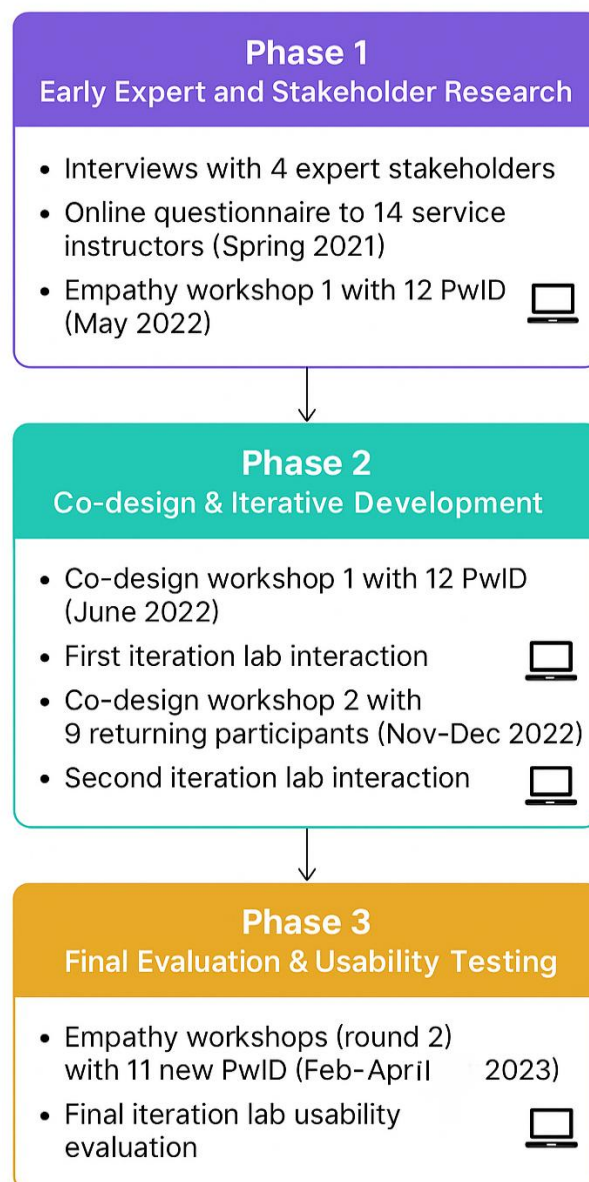 Phase 1
Early Expert and Stakeholder Research
• Interviews with 4 expert stakeholders
• Online questionnaire to 14 service
instructors (Spring 2021)
• Empathy workshop 1 with 12 PwID
(May 2022)
Phase 2
Co-design & Iterative Development
• Co-design workshop 1 with 12 PwID
(June 2022)
• First iteration lab interaction
• Co-design workshop 2 with
9 returning participants (Nov-Dec 2022)
• Second iteration lab interaction
Phase 3
Final Evaluation & Usability Testing
• Empathy workshops (round 2)
with 11 new PwID (Feb-April 2023)
• Final iteration lab usability
evaluation